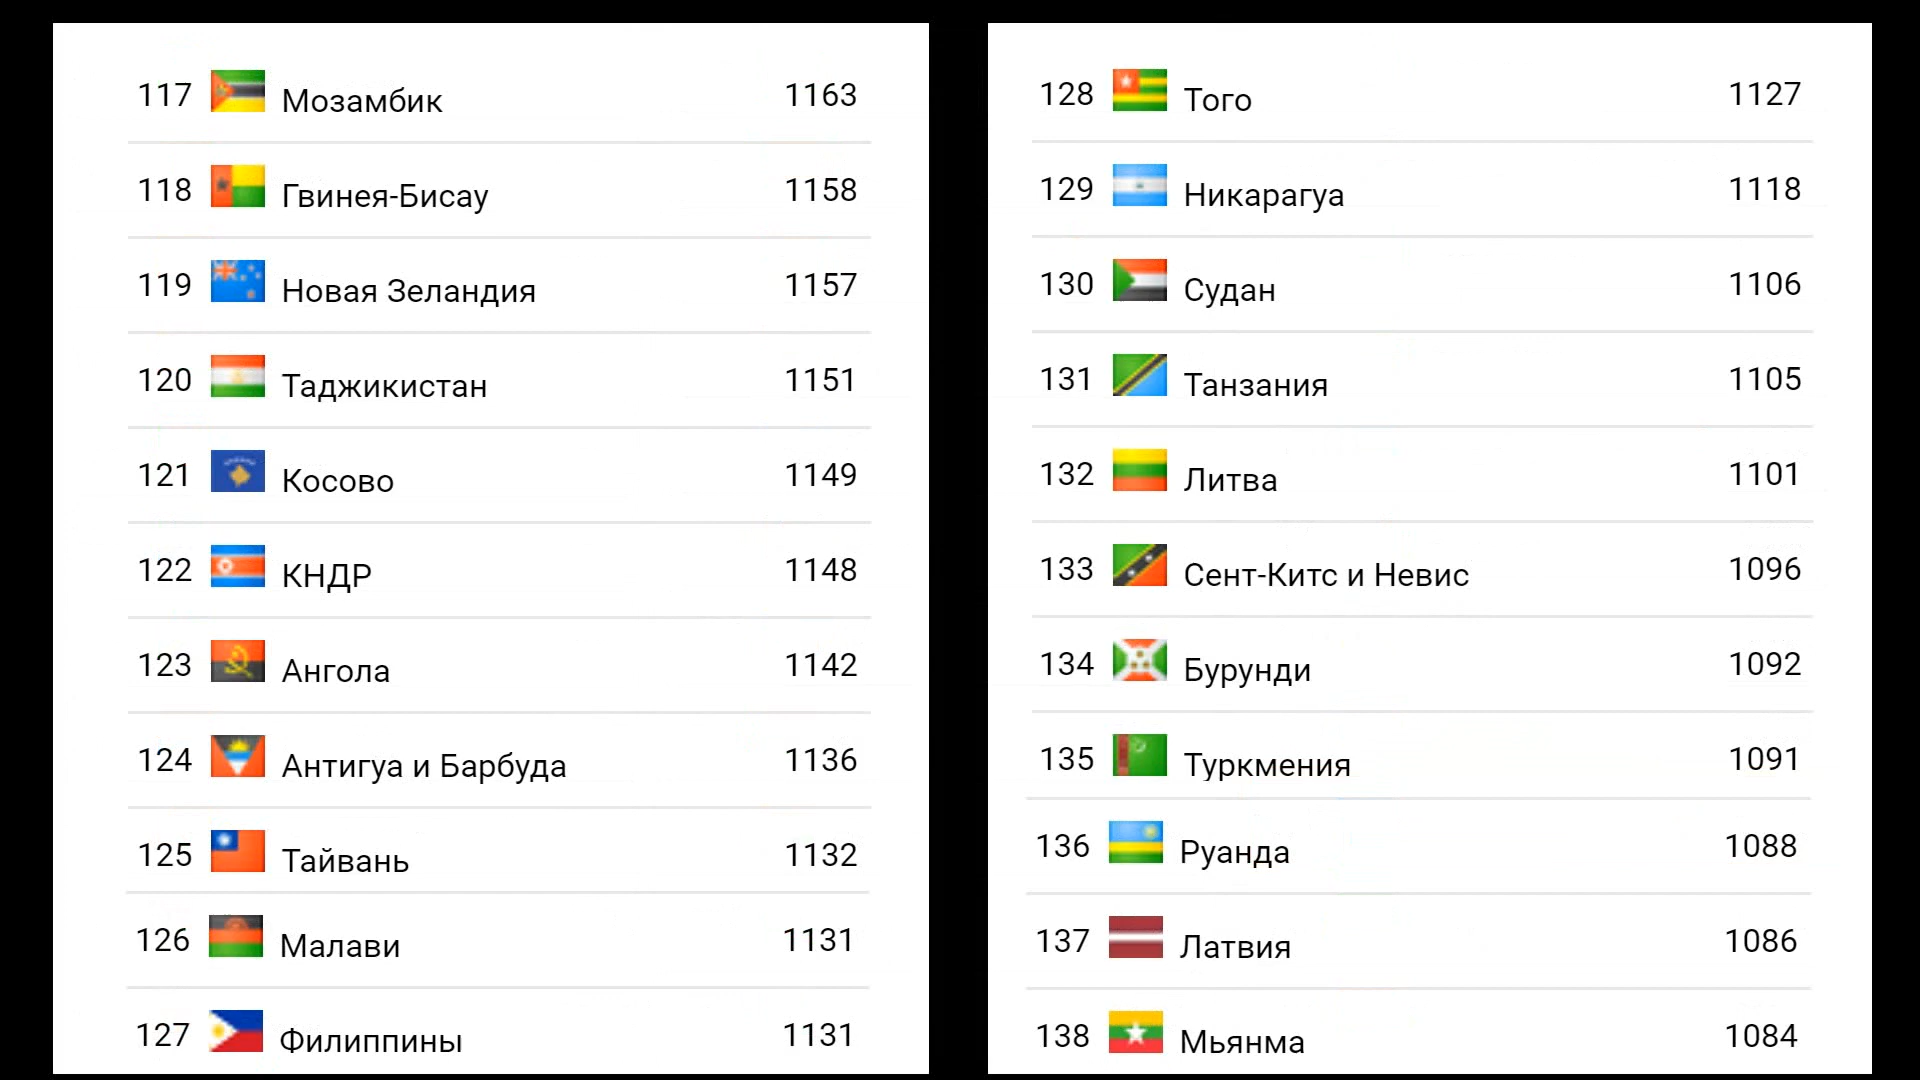 117 Мозамбик 1163
118 Гвинея-Бисау 1158
119 Новая Зеландия 1157
120 Таджикистан 1151
121 Косово 1149
122 КНДР 1148
123 Ангола 1142
124 Антигуа и Барбуда 1136
125 Тайвань 1132
126 Малави 1131
127 Филиппины 1131
128 Того 1127
129 Никарагуа 1118
130 Судан 1106
131 Танзания 1105
132 Литва 1101
133 Сент-Китс и Невис 1096
134 Бурунди 1092
135 Туркмения 1091
136 Руанда 1088
137 Латвия 1086
138 Мьянма 1084